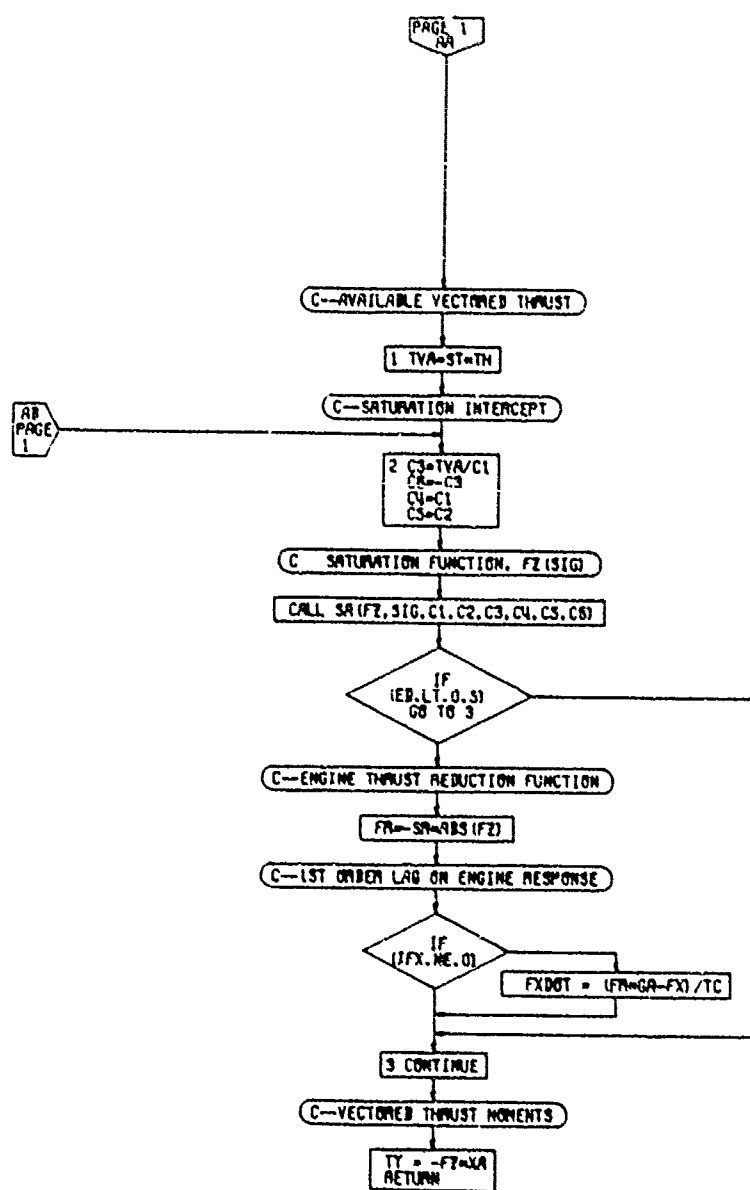 PAGE 1
AA
C--AVAILABLE VECTORED THRUST
1 TVA=ST*TH
C--SATURATION INTERCEPT
AB
PAGE
1
2 C3=TVA/C1
C6=-C3
C4=C1
C5=C2
C SATURATION FUNCTION, FZ(SIG)
CALL SA(FZ,SIG,C1,C2,C3,C4,C5,C6)
IF
(ED.LT.0.5)
GO TO 3
C--ENGINE THRUST REDUCTION FUNCTION
FR=-SR*ABS(FZ)
C--1ST ORDER LAG ON ENGINE RESPONSE
IF
(IFX.NE.0)
FXDOT = (FR*GA-FX)/TC
3 CONTINUE
C--VECTORED THRUST MOMENTS
TY = -FZ*XA
RETURN